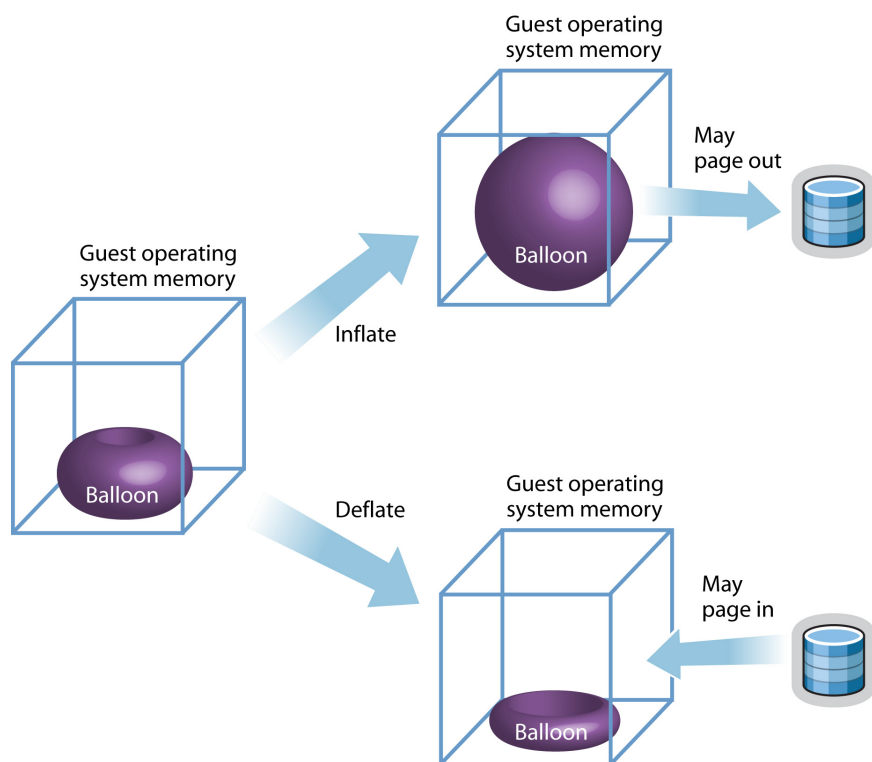 Guest operating
system memory
Balloon
Inflate
Deflate
Guest operating
system memory
Balloon
May
page out
Guest operating
system memory
Balloon
May
page in